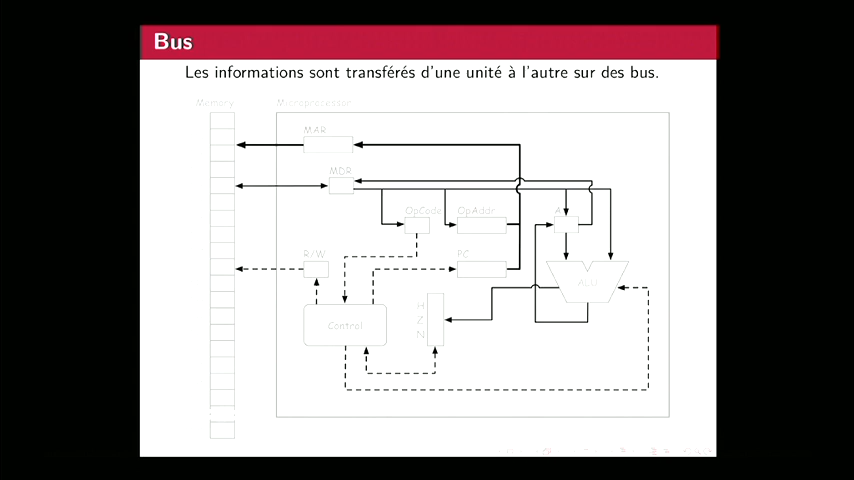 Bus
Les informations sont transférés d'une unité à l'autre sur des bus.
Memory
Microprocessor
MAR
MDR
OpCode
OpAddr
A
R/W
PC
ALU
H
Z
N
Control